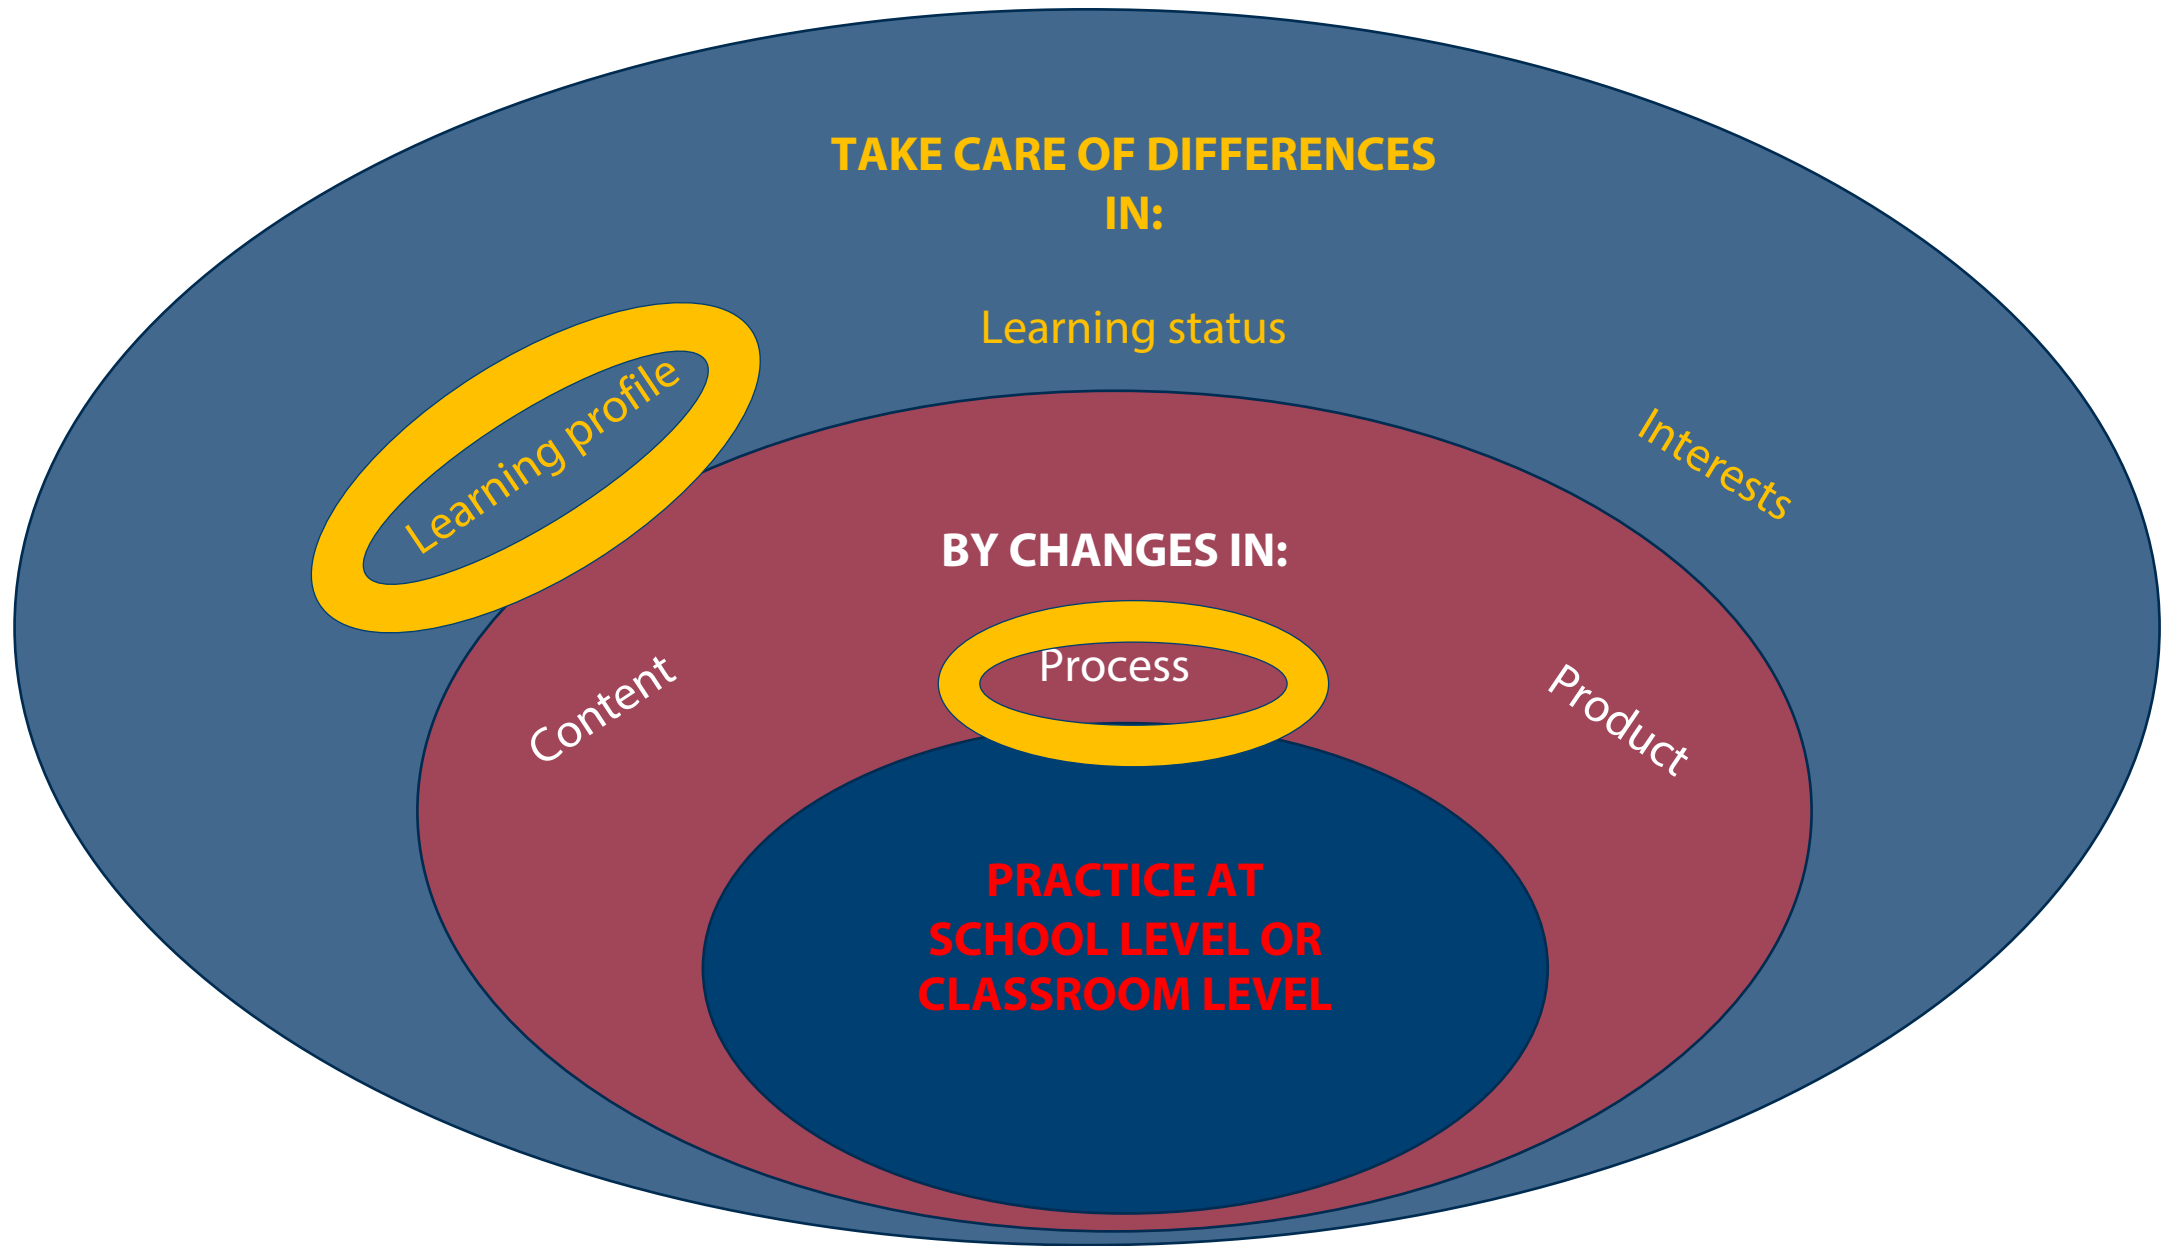 TAKE CARE OF DIFFERENCES
IN:
Learning status
Learning profile
Interests
BY CHANGES IN:
Process
Content
Product
PRACTICE AT
SCHOOL LEVEL OR
CLASSROOM LEVEL